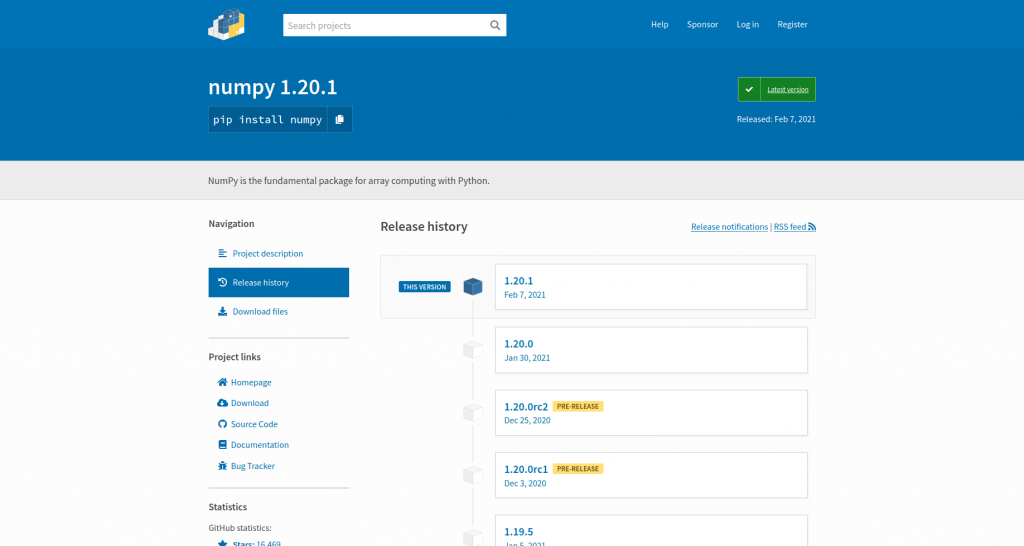 Search projects
Help Sponsor Log in Register
numpy 1.20.1
pip install numpy
Latest version
Released: Feb 7, 2021
NumPy is the fundamental package for array computing with Python.
Navigation
Project description
Release history
Download files
Project links
Homepage
Download
Source Code
Documentation
Bug Tracker
Statistics
GitHub statistics:
Stars: 16,469
Release history
Release notifications | RSS feed
THIS VERSION
1.20.1
Feb 7, 2021
1.20.0
Jan 30, 2021
1.20.0rc2 PRE-RELEASE
Dec 25, 2020
1.20.0rc1 PRE-RELEASE
Dec 3, 2020
1.19.5
Jan 5, 2021